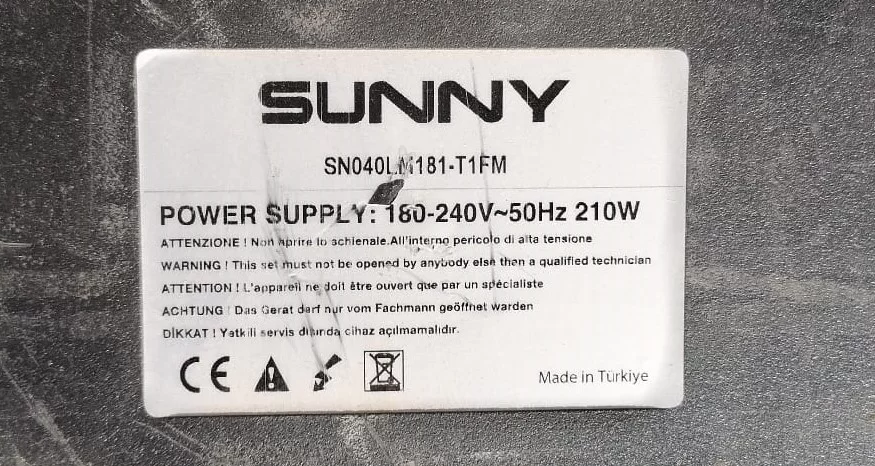 SUNNY
SN040LM181-T1FM
POWER SUPPLY: 180-240V~50Hz 210W
ATTENZIONE ! Non aprire lo schienale.All'interno pericolo di alta tensione
WARNING ! This set must not be opened by anybody else than a qualified technician
ATTENTION ! L'appareil ne doit être ouvert que par un spécialiste
ACHTUNG ! Das Gerat darf nur vom Fachmann geöffnet warden
DİKKAT ! Yetkili servis dışında cihaz açılmamalıdır.
CE
Made in Türkiye